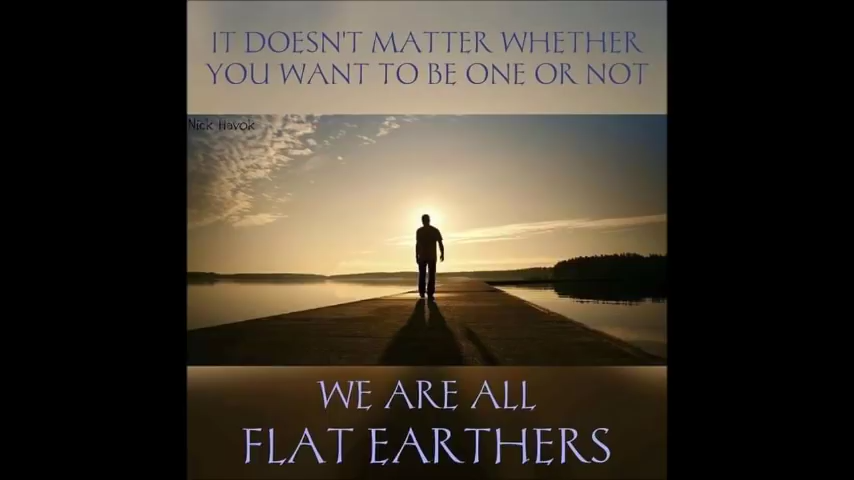 IT DOESN'T MATTER WHETHER
YOU WANT TO BE ONE OR NOT
Nick Havok
WE ARE ALL
FLAT EARTHERS